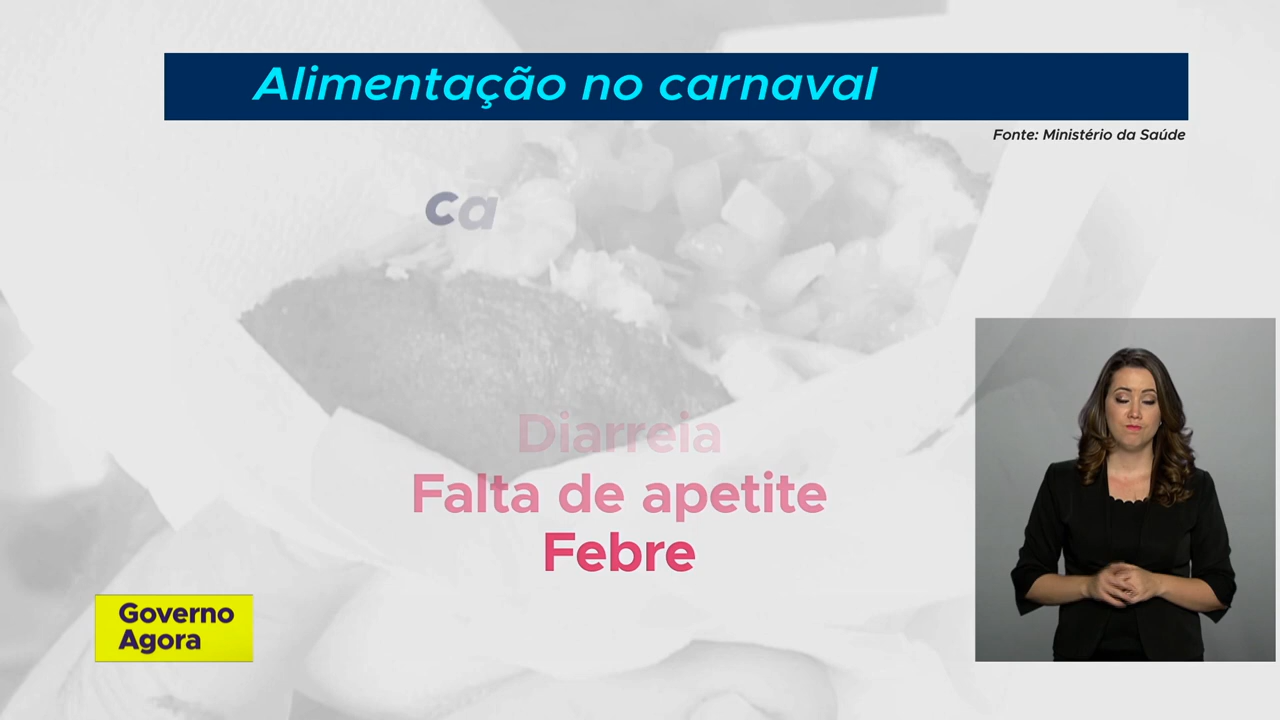 Alimentação no carnaval
Fonte: Ministério da Saúde
ca
Diarreia
Falta de apetite
Febre
Governo
Agora